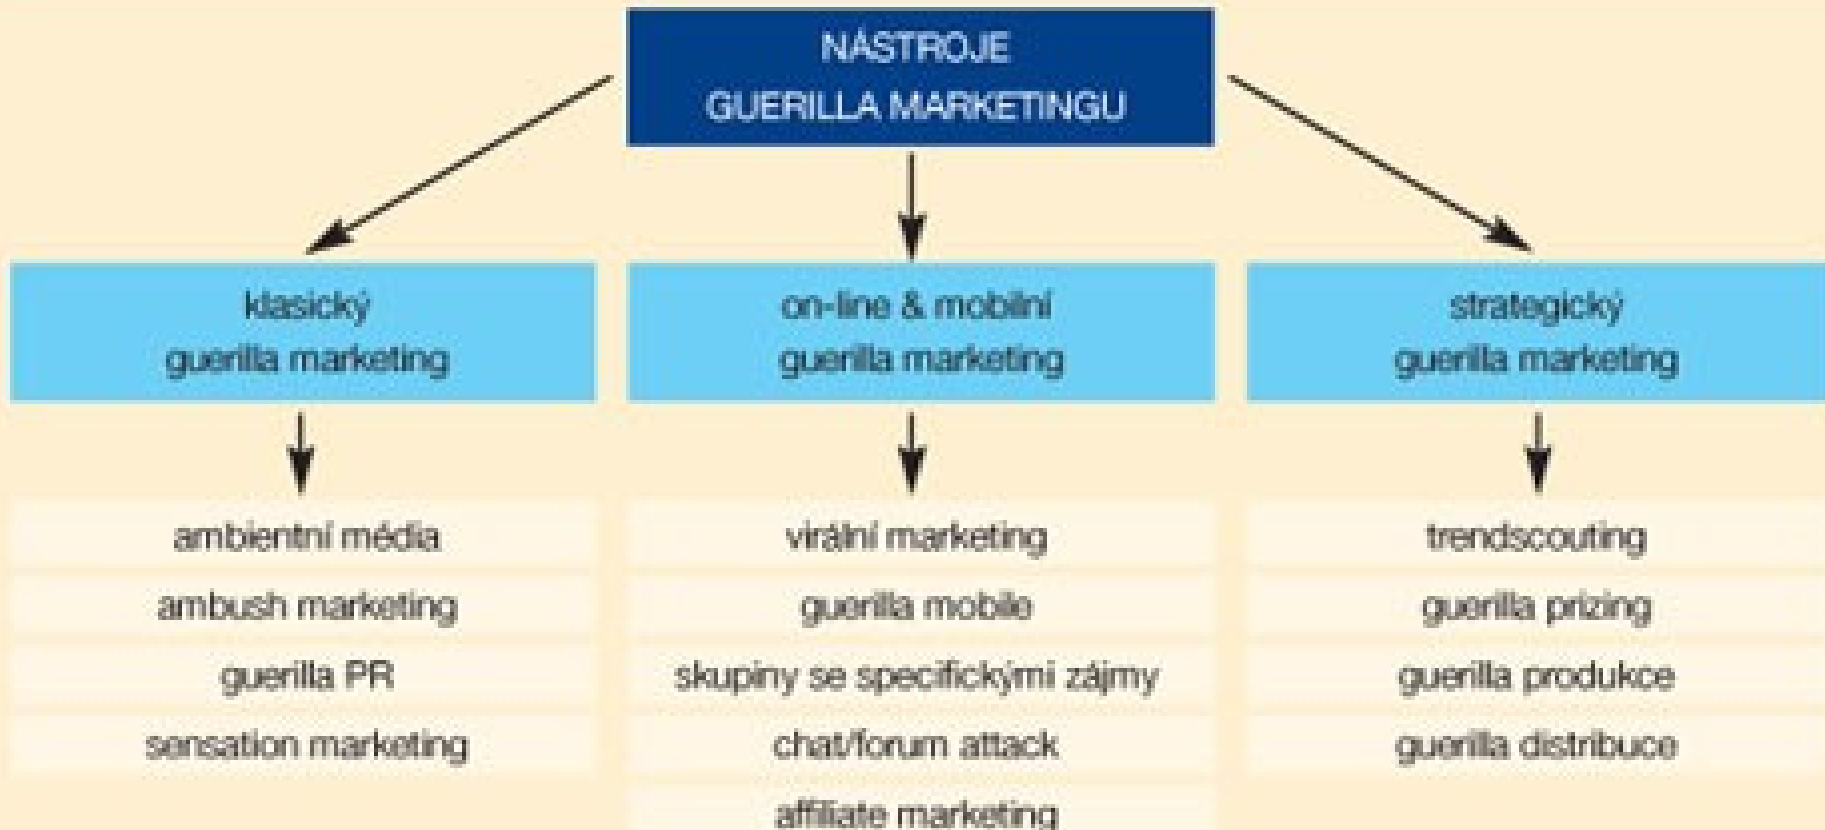 NÁSTROJE
GUERILLA MARKETINGU
klasický
guerilla marketing
on-line & mobilní
guerilla marketing
strategický
guerilla marketing
ambientní média
ambush marketing
guerilla PR
sensation marketing
virální marketing
guerilla mobile
skupiny se specifickými zájmy
chat/forum attack
affiliate marketing
trendscouting
guerilla prizing
guerilla produkce
guerilla distribuce